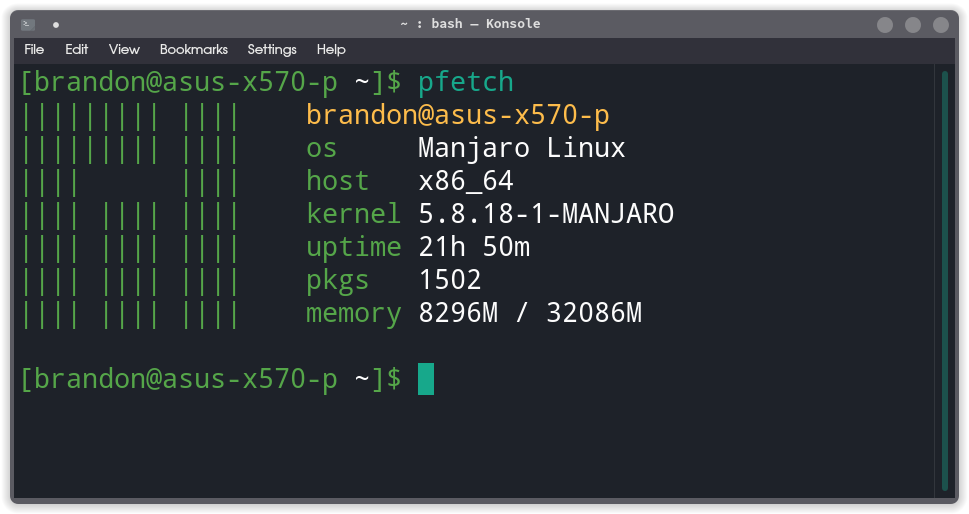 ~ : bash — Konsole
File Edit View Bookmarks Settings Help
[brandon@asus-x570-p ~]$ pfetch
||||||||| |||| brandon@asus-x570-p
||||||||| |||| os Manjaro Linux
|||| |||| host x86_64
|||| |||| |||| kernel 5.8.18-1-MANJARO
|||| |||| |||| uptime 21h 50m
|||| |||| |||| pkgs 1502
|||| |||| |||| memory 8296M / 32086M
[brandon@asus-x570-p ~]$